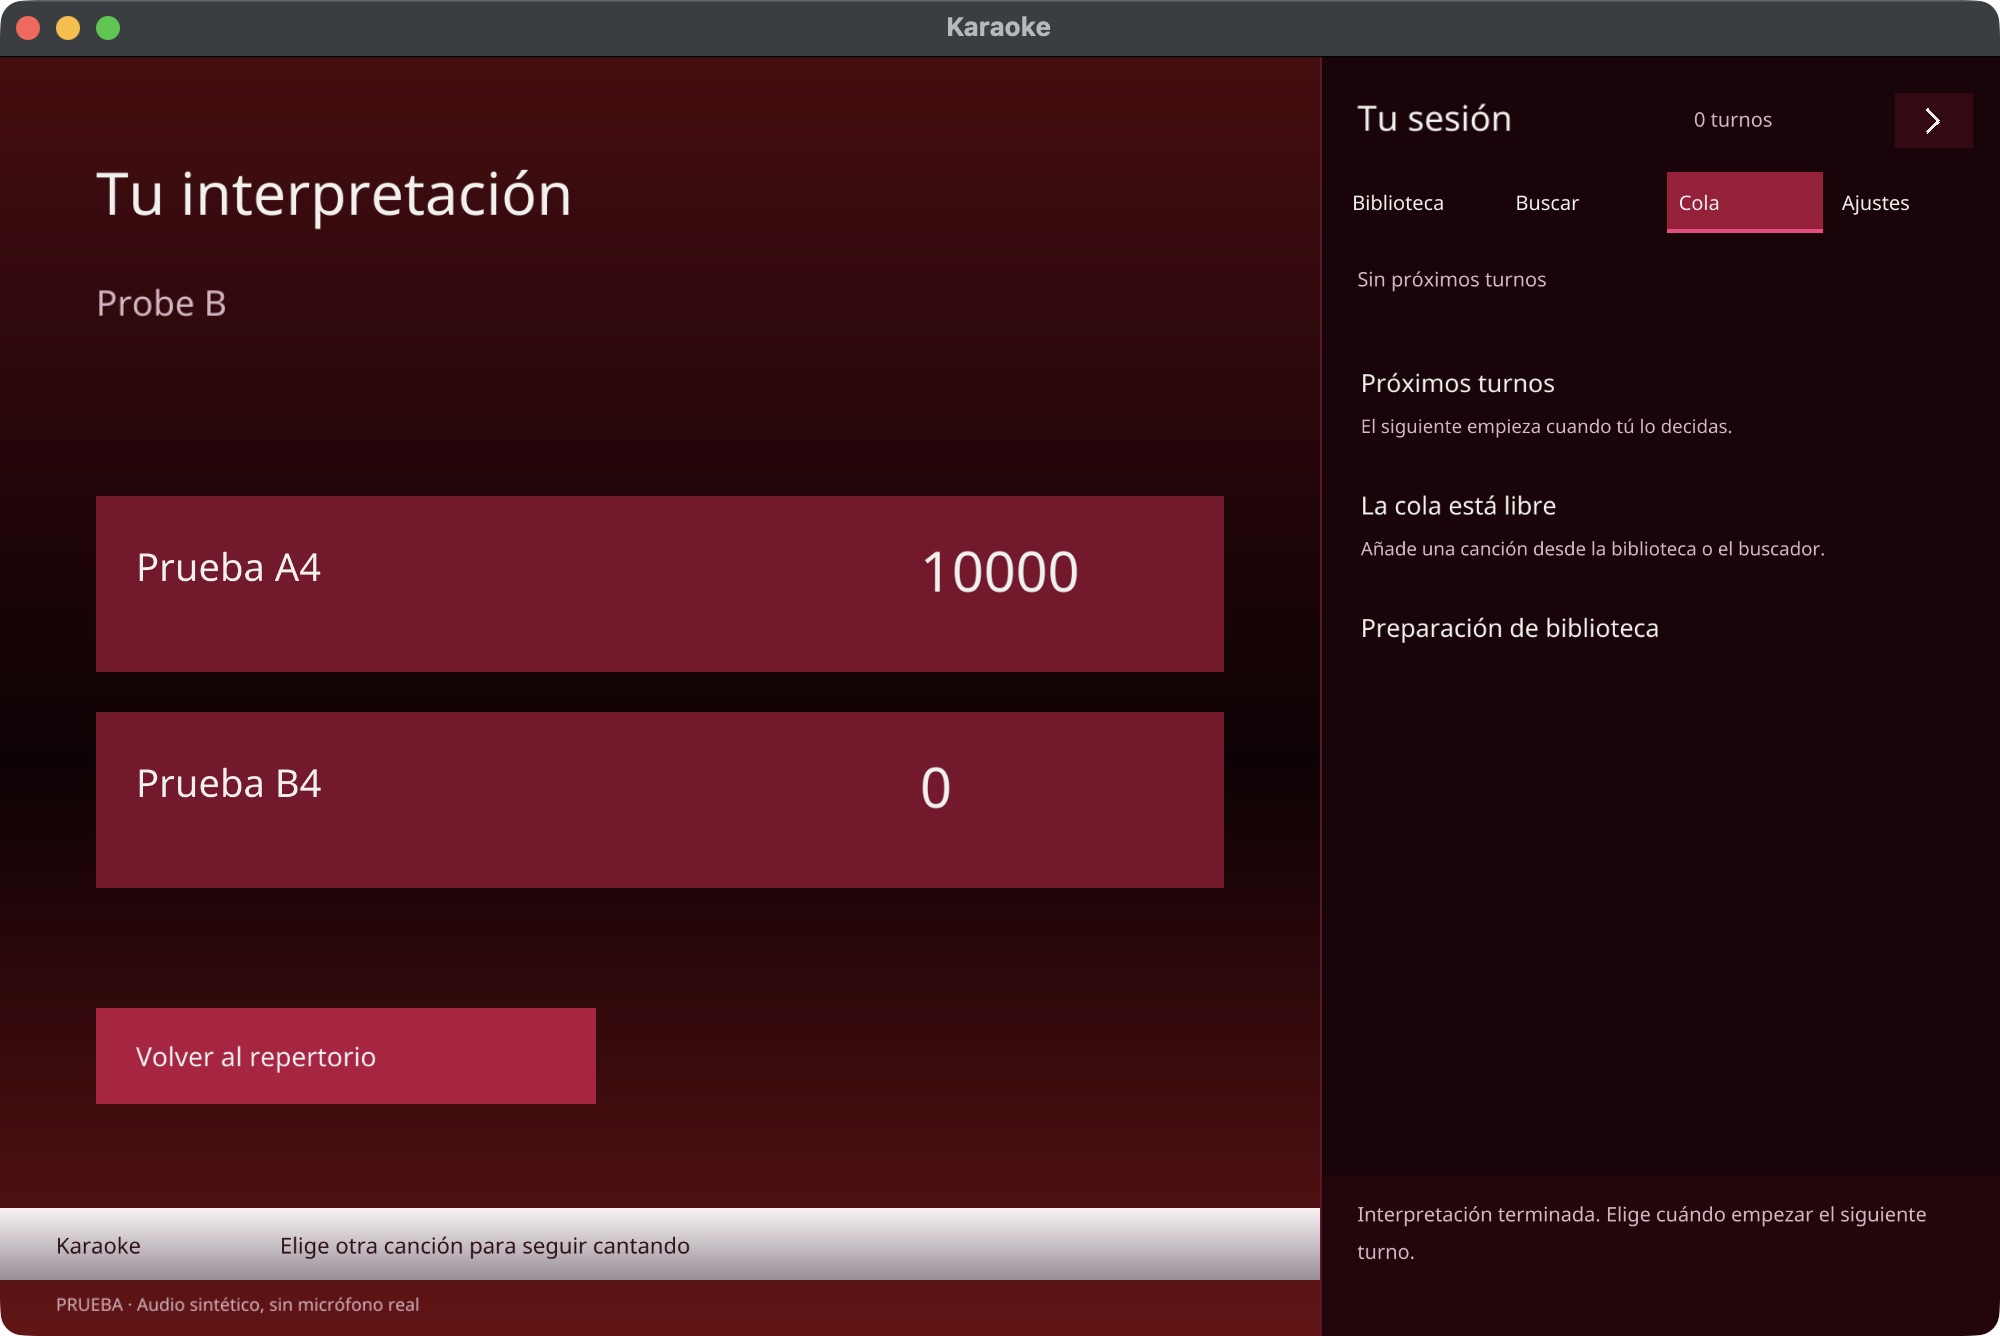 Karaoke
Tu interpretación
Probe B
Prueba A4
10000
Prueba B4
0
Volver al repertorio
Karaoke
Elige otra canción para seguir cantando
PRUEBA · Audio sintético, sin micrófono real
Tu sesión
0 turnos
Biblioteca
Buscar
Cola
Ajustes
Sin próximos turnos
Próximos turnos
El siguiente empieza cuando tú lo decidas.
La cola está libre
Añade una canción desde la biblioteca o el buscador.
Preparación de biblioteca
Interpretación terminada. Elige cuándo empezar el siguiente
turno.